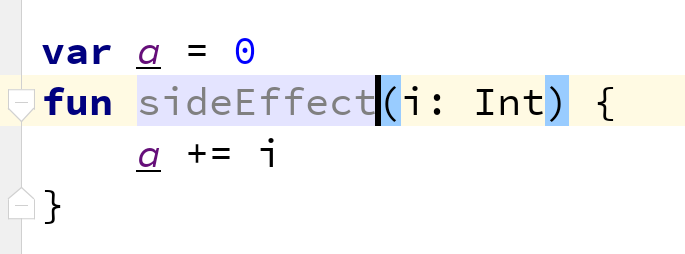 var a = 0
fun sideEffect(i: Int) {
a += i
}